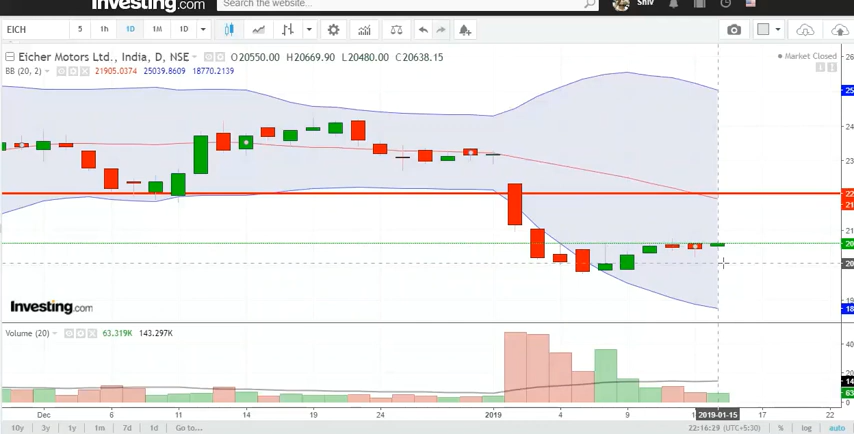 Investing.com
Search the website...
Shiv
EICH
5 1h 1D 1M 1D
Eicher Motors Ltd., India, D, NSE O20550.00 H20669.90 L20480.00 C20638.15
Market Closed
BB (20, 2) 21905.0374 25039.8609 18770.2139
Investing.com
Volume (20) 63.319K 143.297K
Dec 6 11 14 19 24 2019 4 9 2019-01-15 22
10y 3y 1y 1m 7d 1d Go to... 22:16:29 (UTC+5:30) % log auto